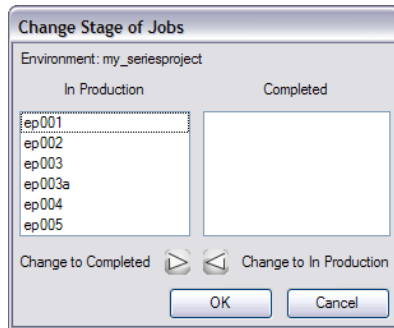 Change Stage of Jobs
Environment: my_seriesproject
In Production
Completed
ep001
ep002
ep003
ep003a
ep004
ep005
Change to Completed
Change to In Production
OK
Cancel